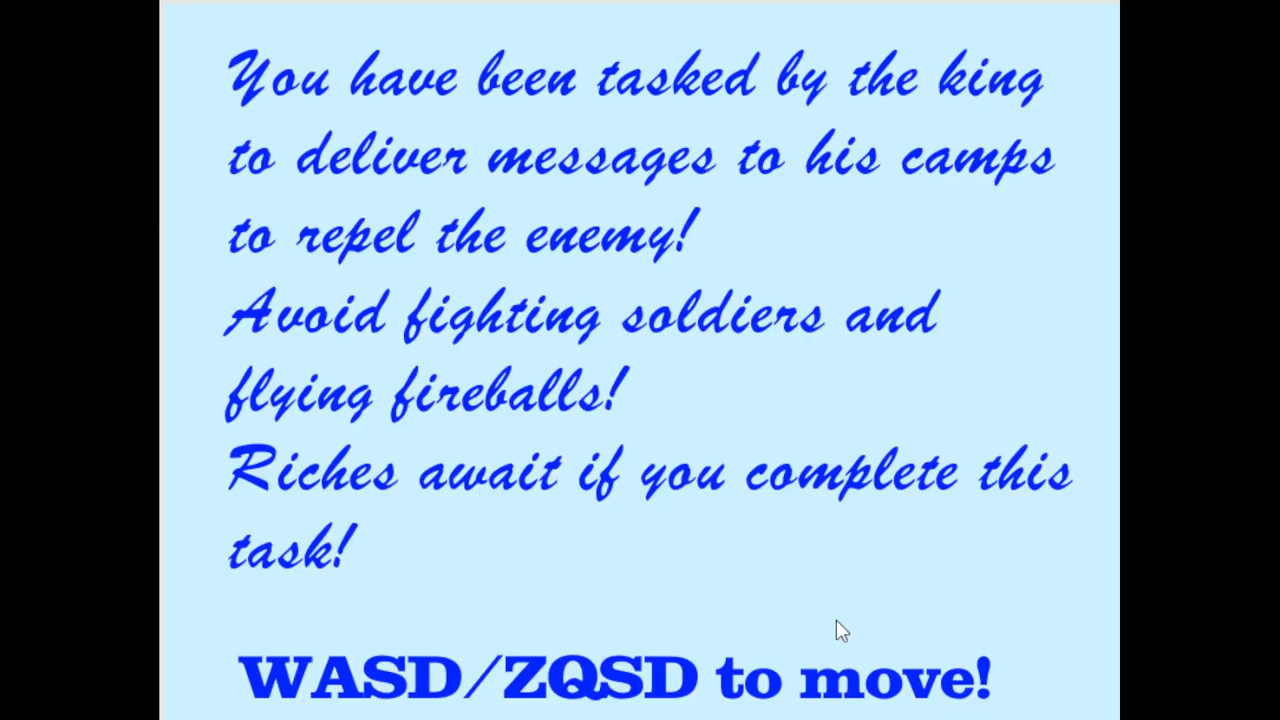 You have been tasked by the king
to deliver messages to his camps
to repel the enemy!
Avoid fighting soldiers and
flying fireballs!
Riches await if you complete this
task!
WASD/ZQSD to move!